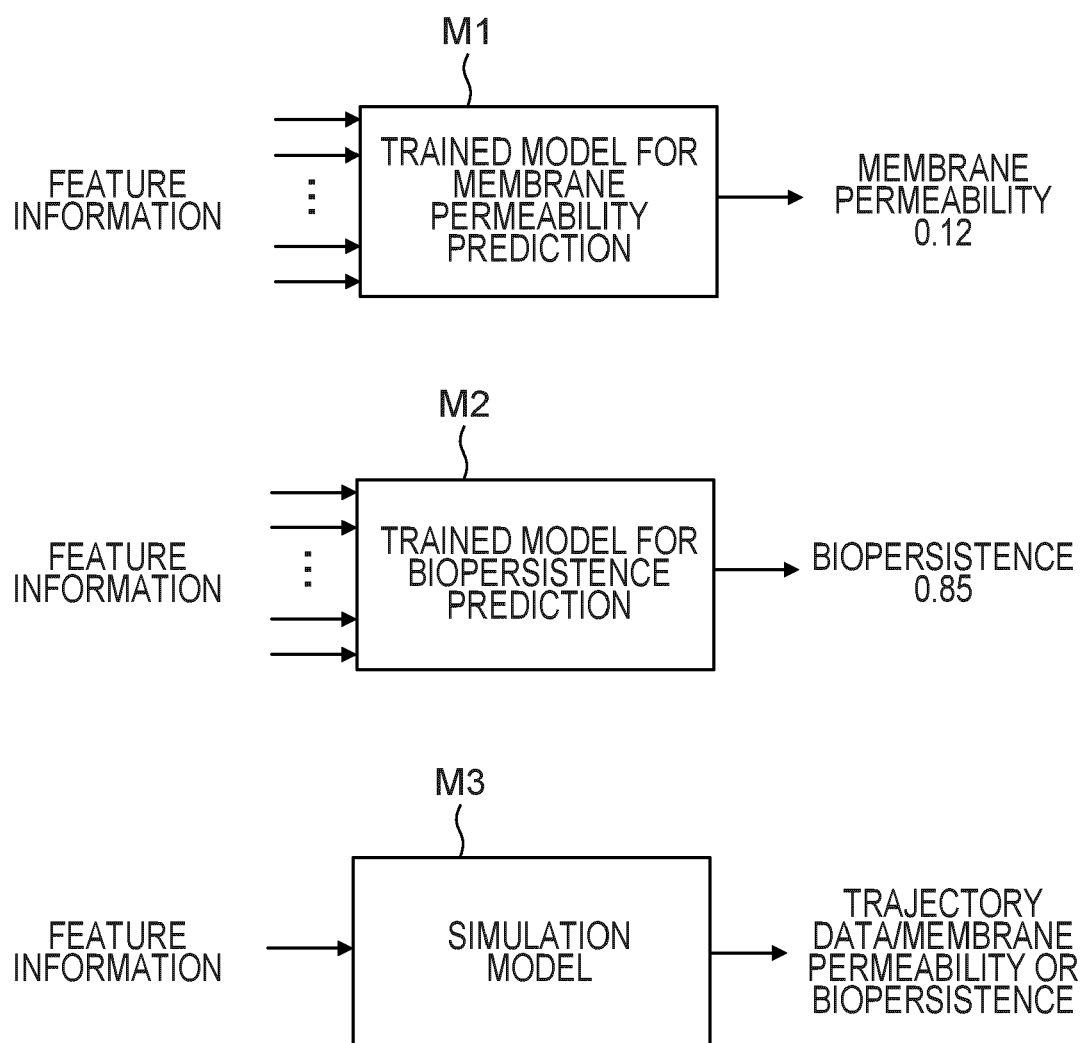 M1
FEATURE
INFORMATION
TRAINED MODEL FOR
MEMBRANE
PERMEABILITY
PREDICTION
MEMBRANE
PERMEABILITY
0.12
M2
FEATURE
INFORMATION
TRAINED MODEL FOR
BIOPERSISTENCE
PREDICTION
BIOPERSISTENCE
0.85
M3
FEATURE
INFORMATION
SIMULATION
MODEL
TRAJECTORY
DATA/MEMBRANE
PERMEABILITY OR
BIOPERSISTENCE